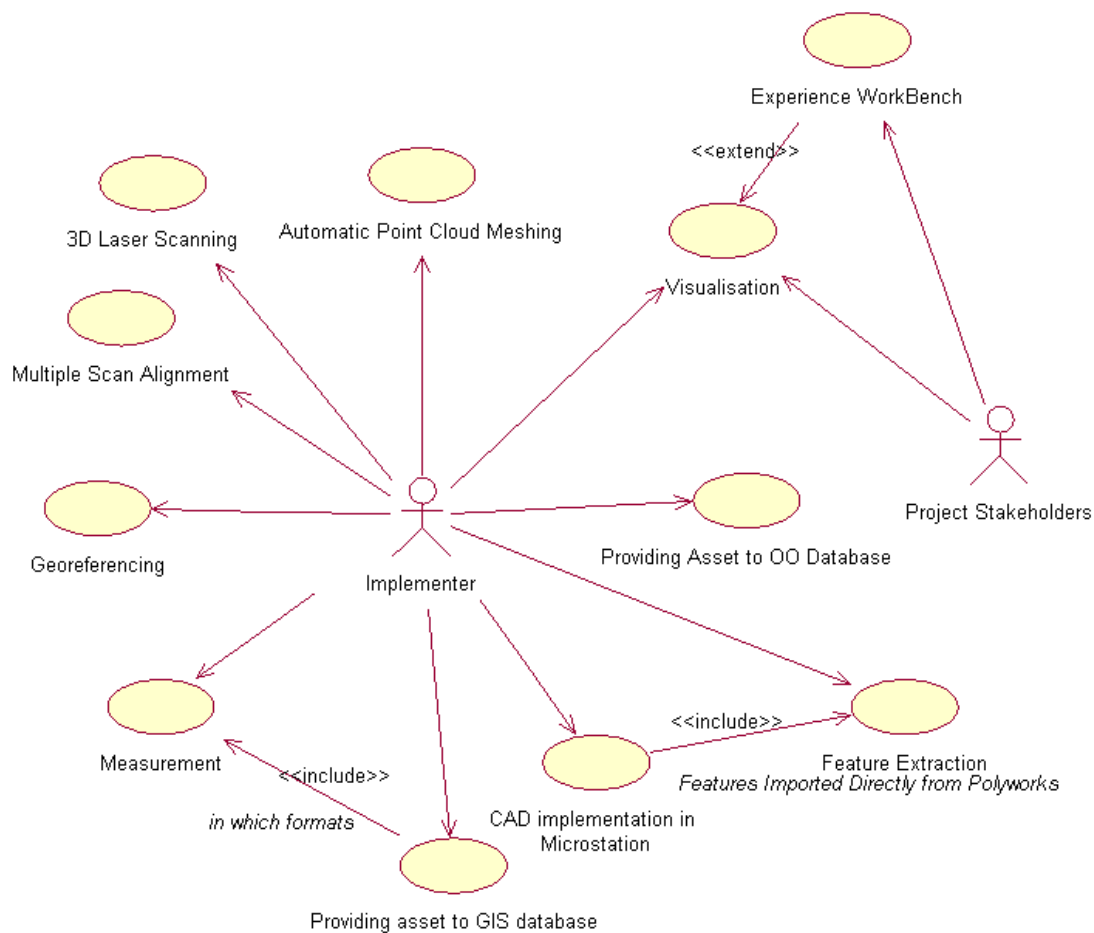 Experience WorkBench
<<extend>>
3D Laser Scanning
Automatic Point Cloud Meshing
Visualisation
Multiple Scan Alignment
Project Stakeholders
Georeferencing
Providing Asset to OO Database
Implementer
<<include>>
Measurement
<<include>>
Feature Extraction
Features Imported Directly from Polyworks
in which formats
CAD implementation in
Microstation
Providing asset to GIS database